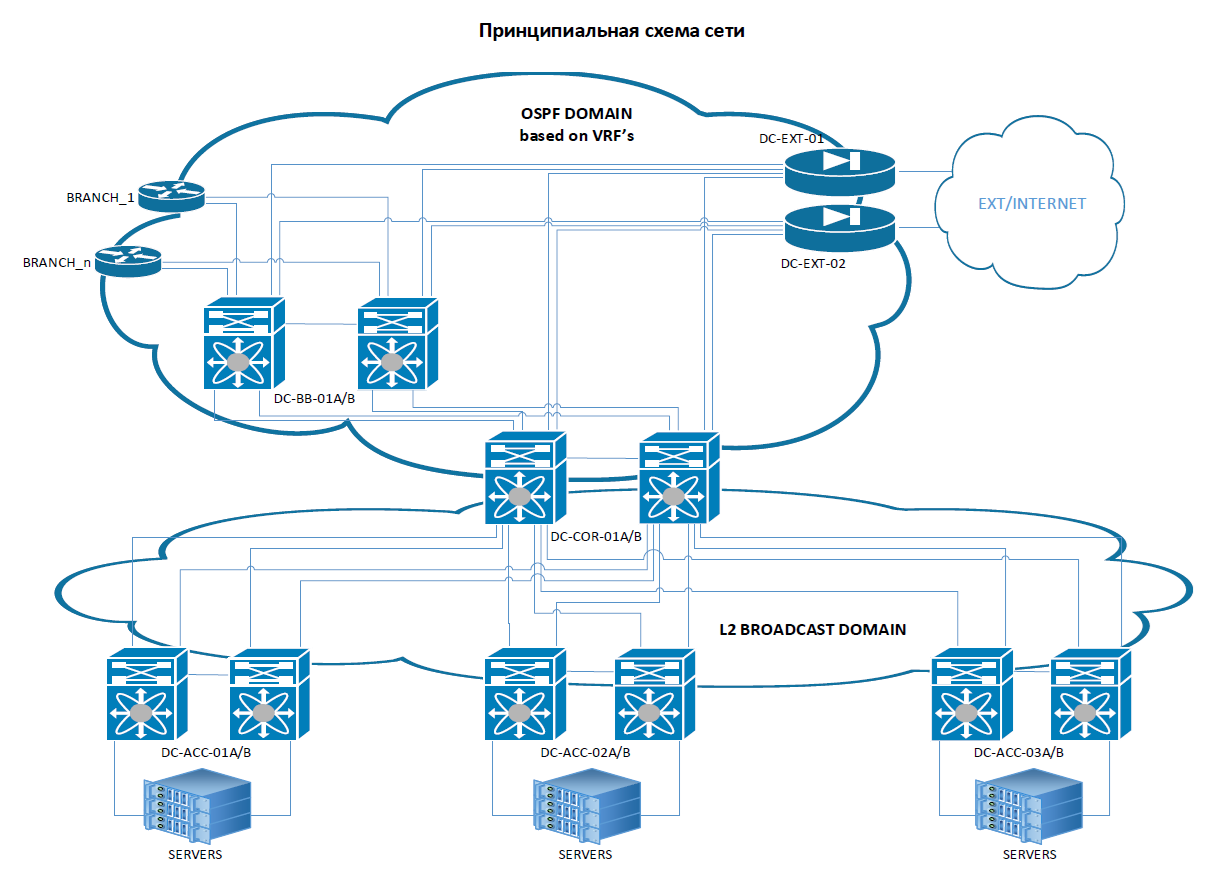 Принципиальная схема сети
OSPF DOMAIN
based on VRF's
DC-EXT-01
BRANCH_1
EXT/INTERNET
BRANCH_n
DC-EXT-02
DC-BB-01A/B
DC-COR-01A/B
L2 BROADCAST DOMAIN
DC-ACC-01A/B
DC-ACC-02A/B
DC-ACC-03A/B
SERVERS
SERVERS
SERVERS